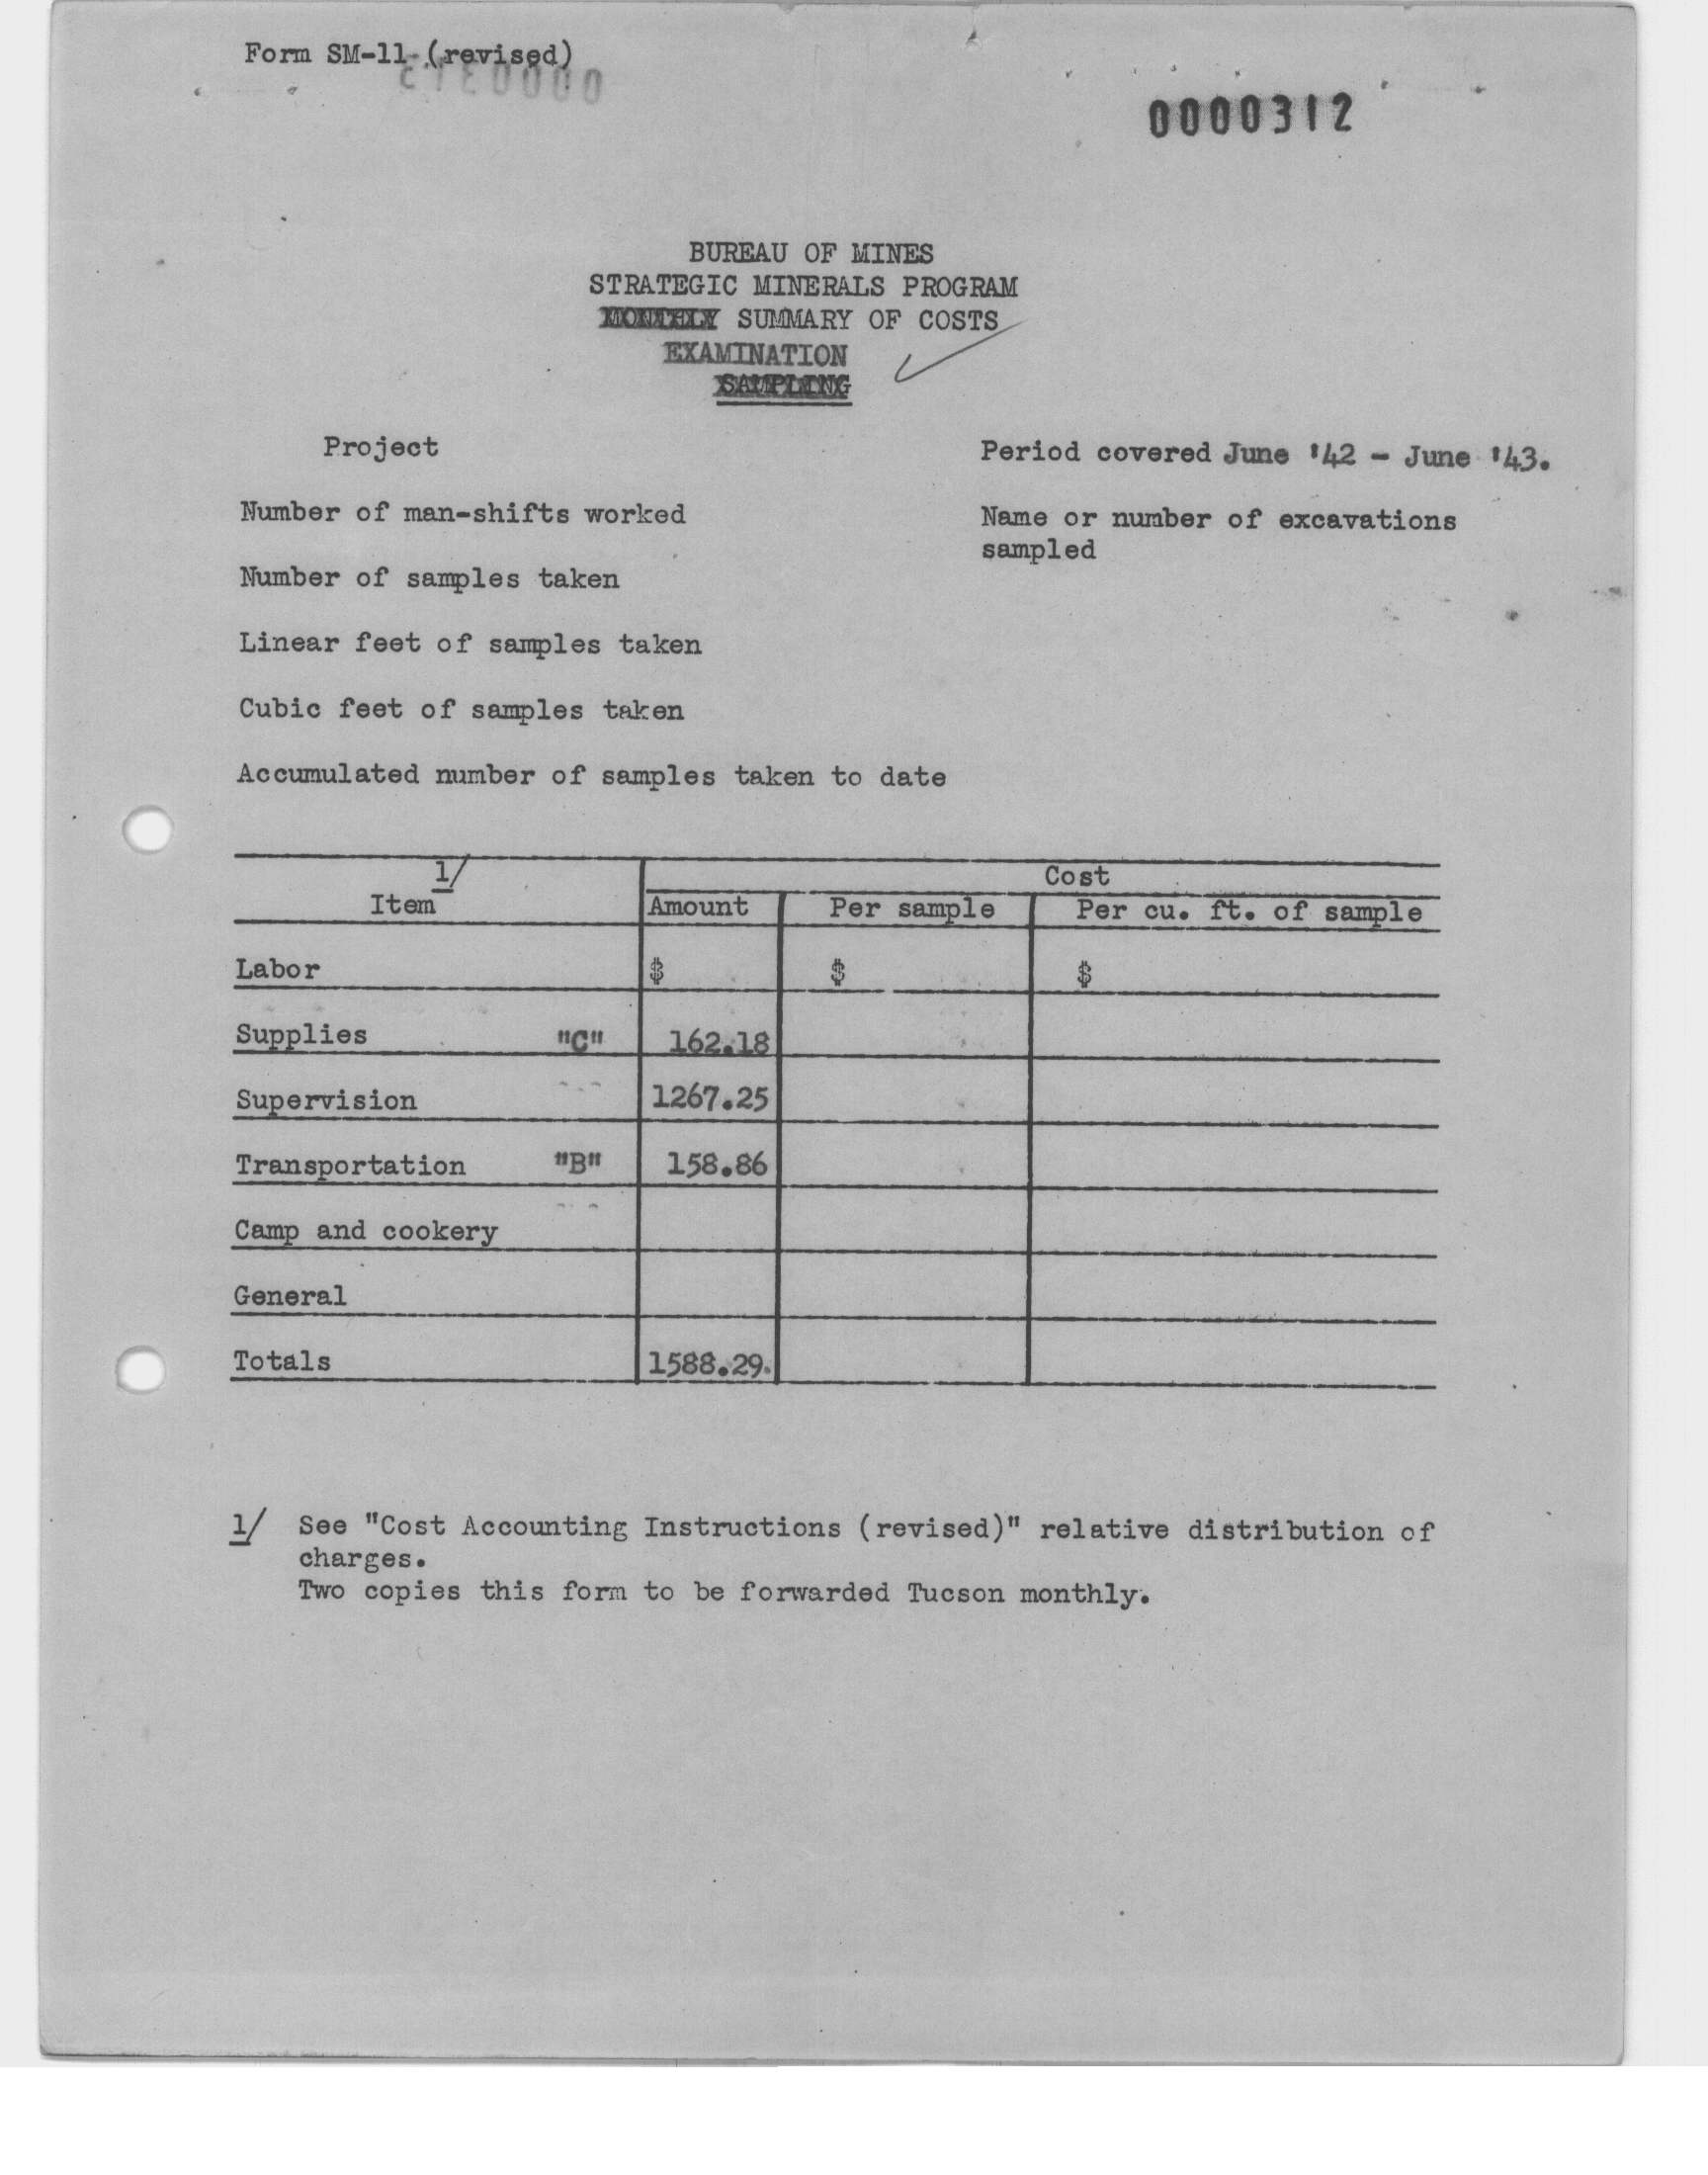 Form SM-11 (revised)
0000312
BUREAU OF MINES
STRATEGIC MINERALS PROGRAM
MONTHLY SUMMARY OF COSTS
EXAMINATION
SAMPLING
Project
Period covered June '42 - June '43.
Number of man-shifts worked
Name or number of excavations
sampled
Number of samples taken
Linear feet of samples taken
Cubic feet of samples taken
Accumulated number of samples taken to date
1/
Cost
Item Amount Per sample Per cu. ft. of sample
Labor $ $ $
Supplies "C" 162.18
Supervision 1267.25
Transportation "B" 158.86
Camp and cookery
General
Totals 1588.29.
1/ See "Cost Accounting Instructions (revised)" relative distribution of
charges.
Two copies this form to be forwarded Tucson monthly.